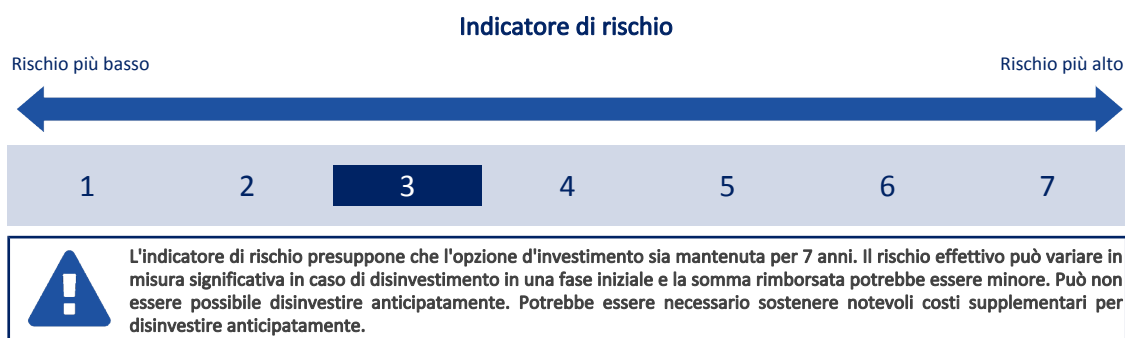 Indicatore di rischio
Rischio più basso
Rischio più alto
1 2 3 4 5 6 7
L'indicatore di rischio presuppone che l'opzione d'investimento sia mantenuta per 7 anni. Il rischio effettivo può variare in
misura significativa in caso di disinvestimento in una fase iniziale e la somma rimborsata potrebbe essere minore. Può non
essere possibile disinvestire anticipatamente. Potrebbe essere necessario sostenere notevoli costi supplementari per
disinvestire anticipatamente.